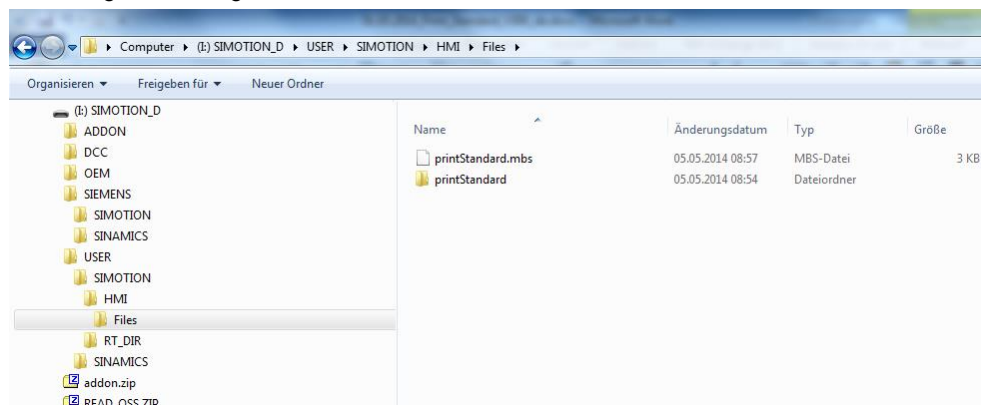 Computer ▸ (I:) SIMOTION_D ▸ USER ▸ SIMOTION ▸ HMI ▸ Files ▸
Organisieren ▾ Freigeben für ▾ Neuer Ordner
(I:) SIMOTION_D
ADDON
DCC
OEM
SIEMENS
SIMOTION
SINAMICS
USER
SIMOTION
HMI
Files
RT_DIR
SINAMICS
addon.zip
READ_OSS.ZIP
Name Änderungsdatum Typ Größe
printStandard.mbs 05.05.2014 08:57 MBS-Datei 3 KB
printStandard 05.05.2014 08:54 Dateiordner